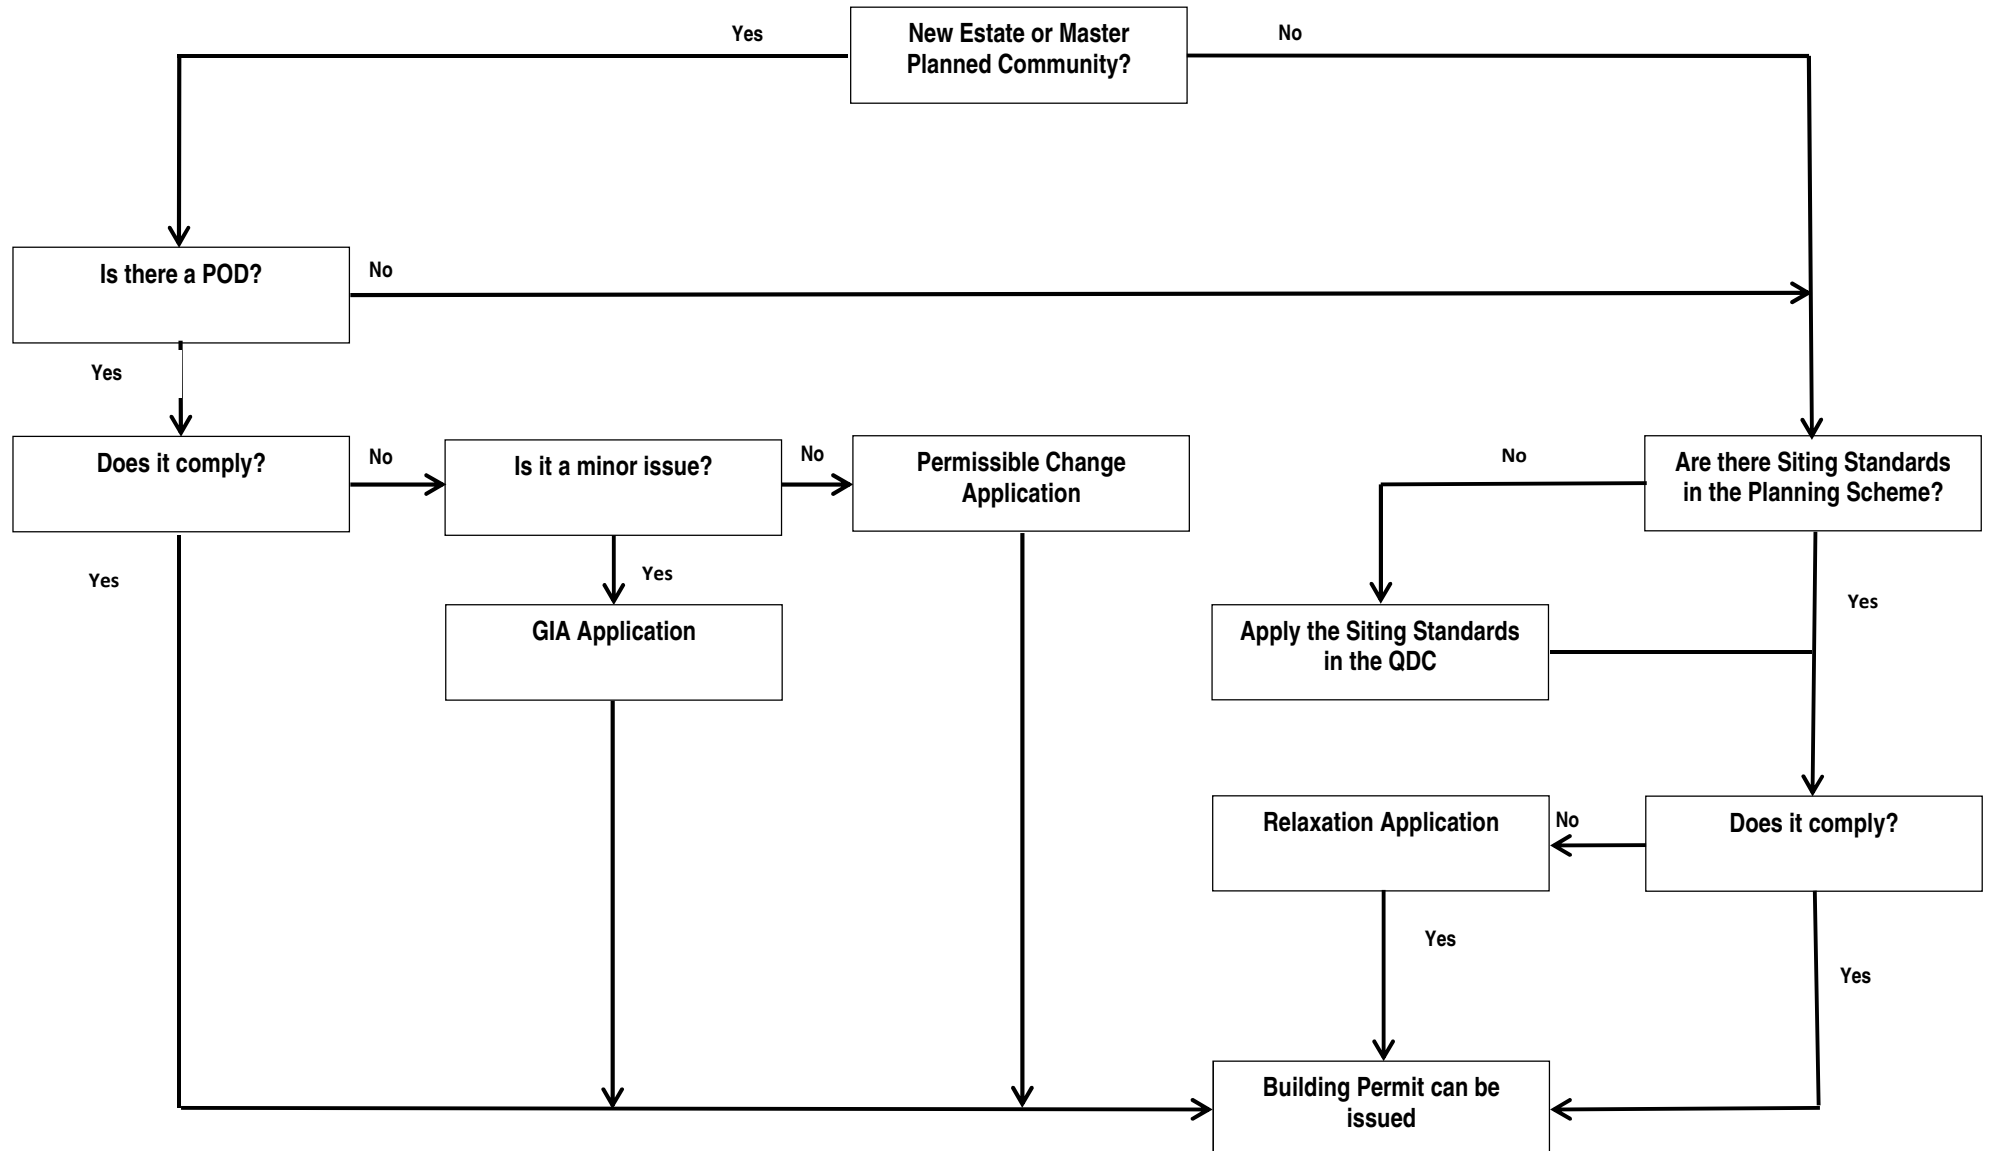 Yes
New Estate or Master
Planned Community?
No
Is there a POD?
No
Yes
Does it comply?
No
Is it a minor issue?
No
Permissible Change
Application
No
Are there Siting Standards
in the Planning Scheme?
Yes
Yes
GIA Application
Apply the Siting Standards
in the QDC
Yes
Relaxation Application
No
Does it comply?
Yes
Yes
Building Permit can be
issued